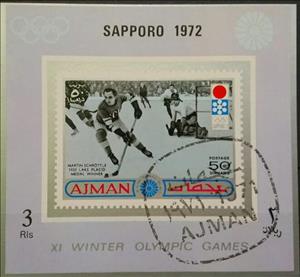 SAPPORO 1972
MARTIN SCHRÖTTLE
1932 LAKE PLACID
MEDAL WINNER
POSTAGE
50
DIRHAMS
AJMAN
عجمان
3
Rls
AJMAN
XI WINTER OLYMPIC GAMES